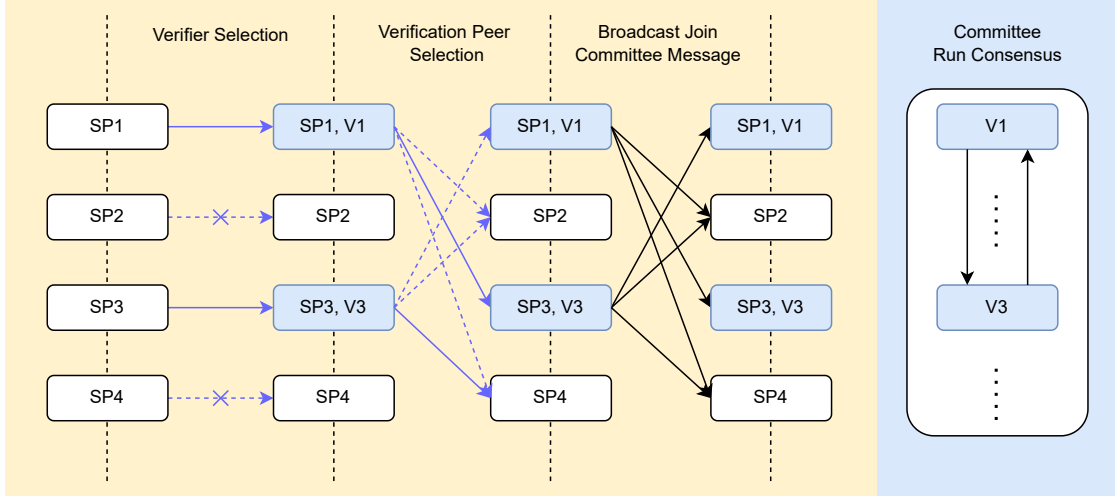 Verifier Selection
Verification Peer
Selection
Broadcast Join
Committee Message
Committee
Run Consensus
SP1
SP1, V1
SP1, V1
SP1, V1
V1
SP2
SP2
SP2
SP2
SP3
SP3, V3
SP3, V3
SP3, V3
V3
SP4
SP4
SP4
SP4